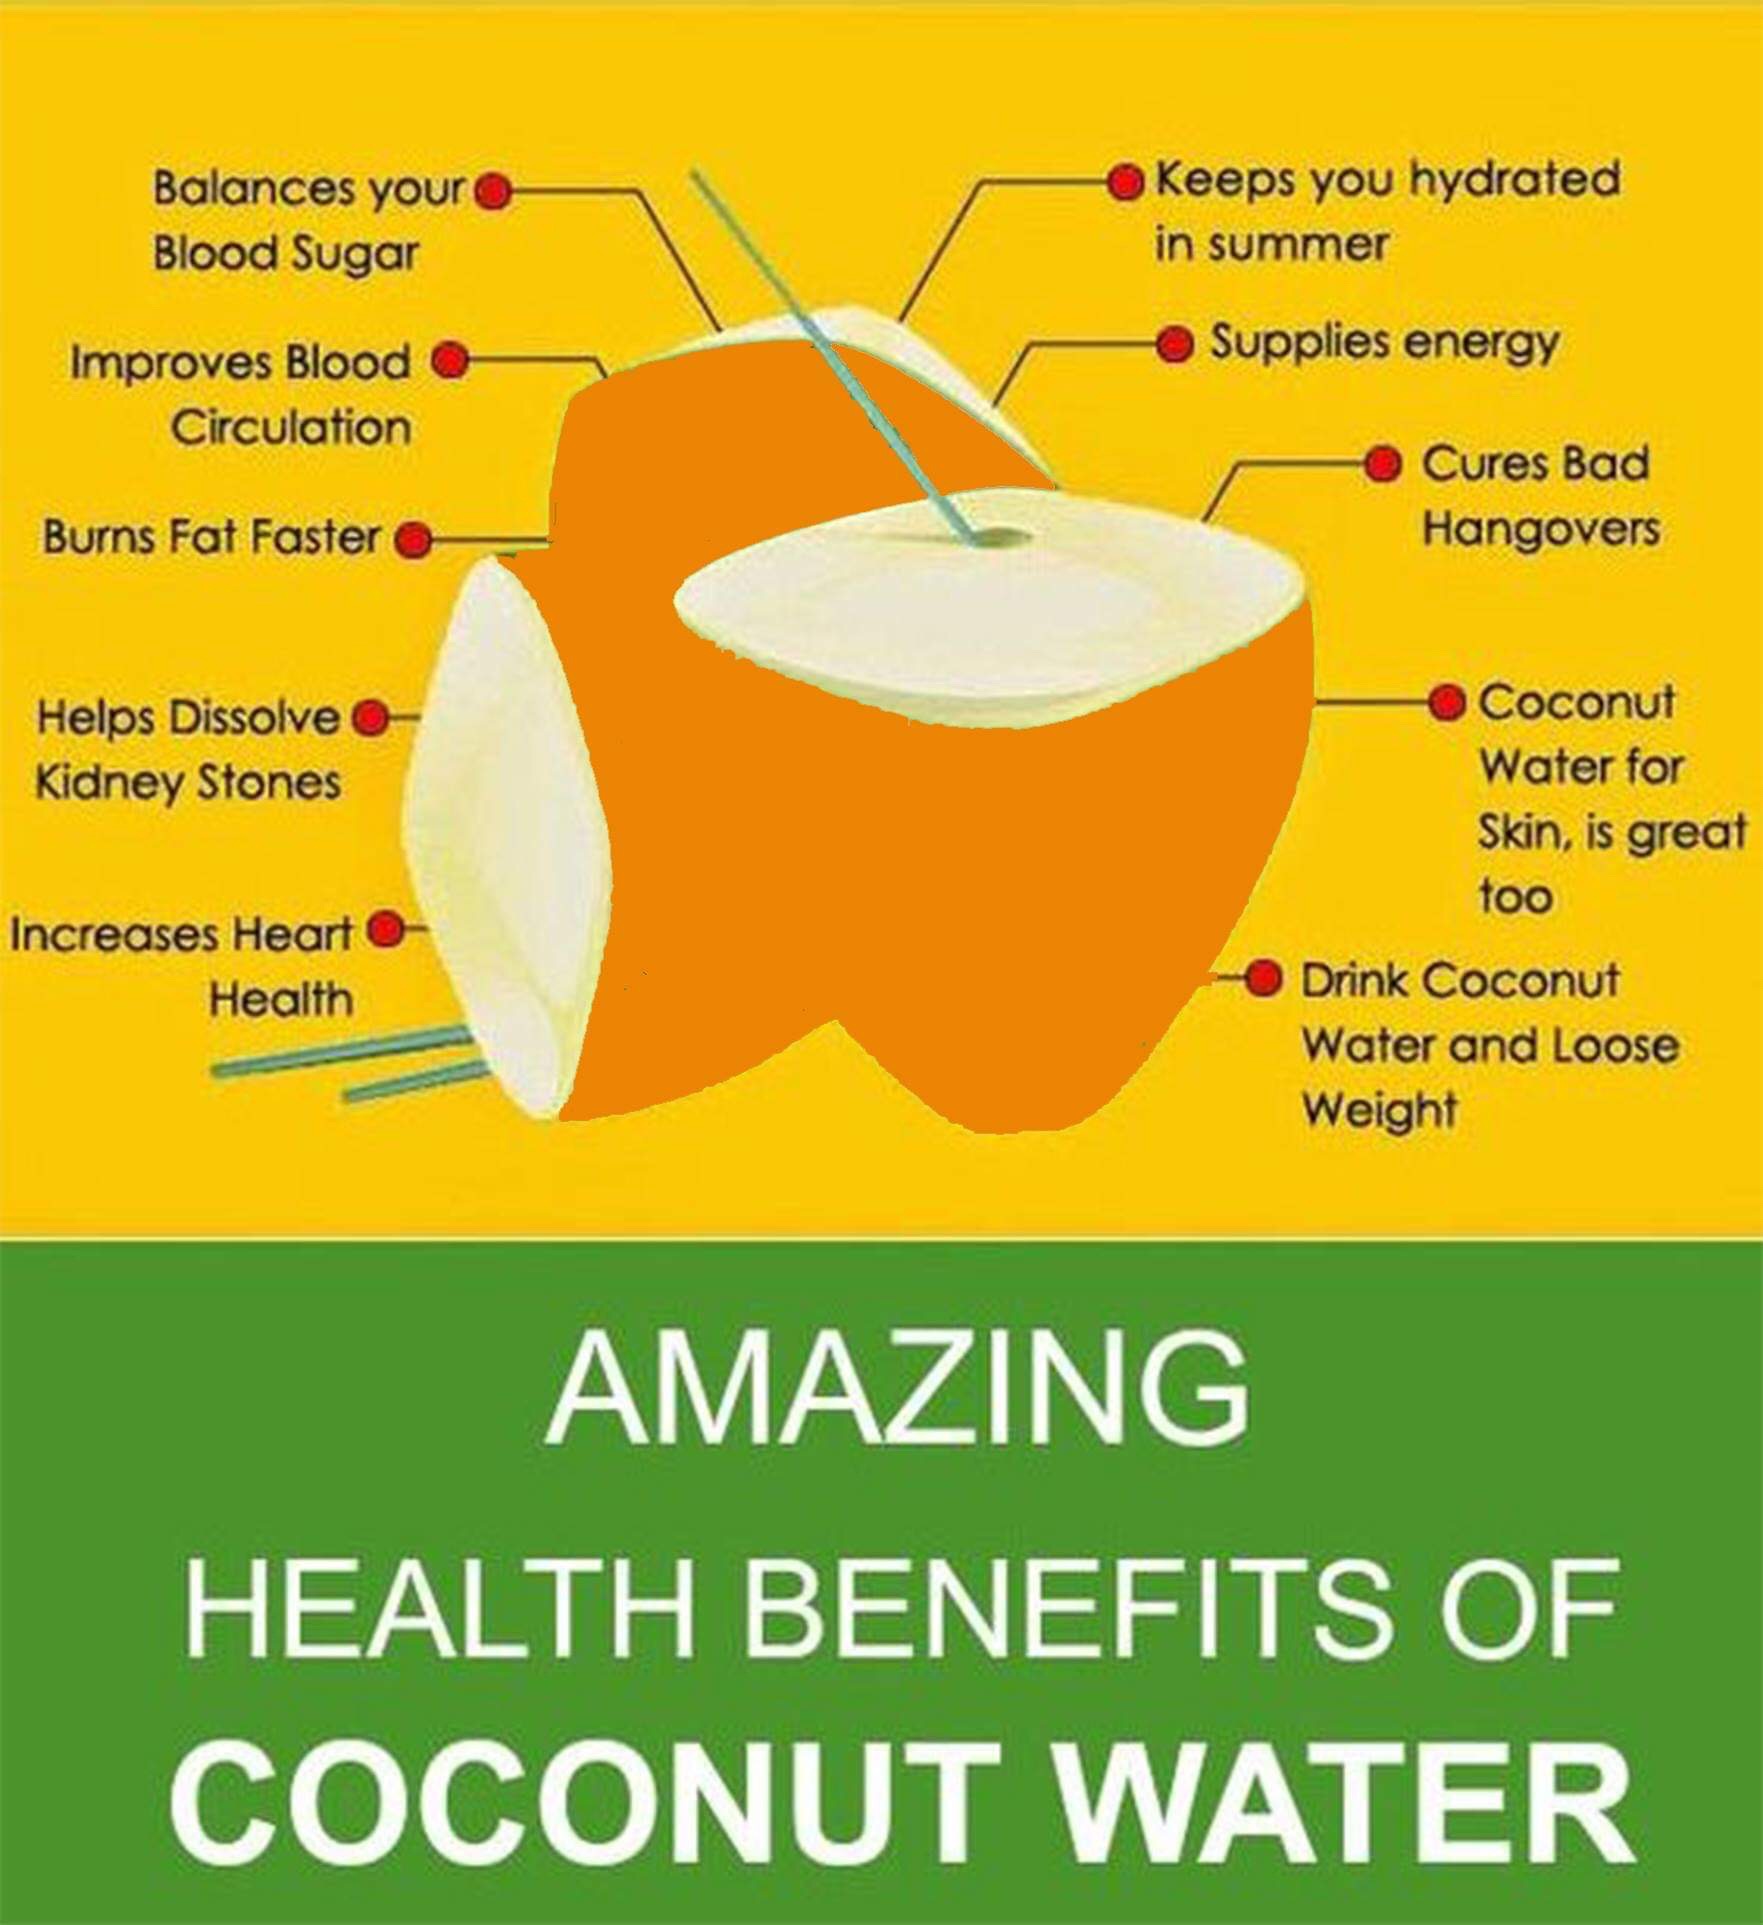 Balances your
Blood Sugar
Improves Blood
Circulation
Burns Fat Faster
Helps Dissolve
Kidney Stones
Increases Heart
Health
Keeps you hydrated
in summer
Supplies energy
Cures Bad
Hangovers
Coconut
Water for
Skin, is great
too
Drink Coconut
Water and Loose
Weight
AMAZING
HEALTH BENEFITS OF
COCONUT WATER